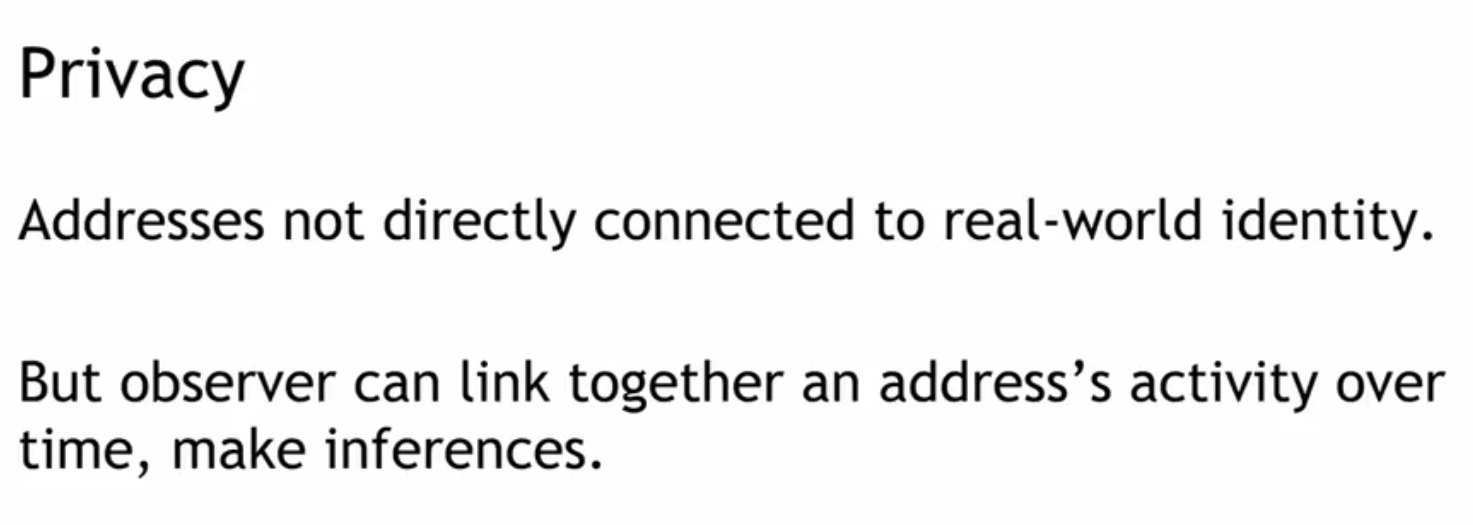 Privacy
Addresses not directly connected to real-world identity.
But observer can link together an address’s activity over
time, make inferences.